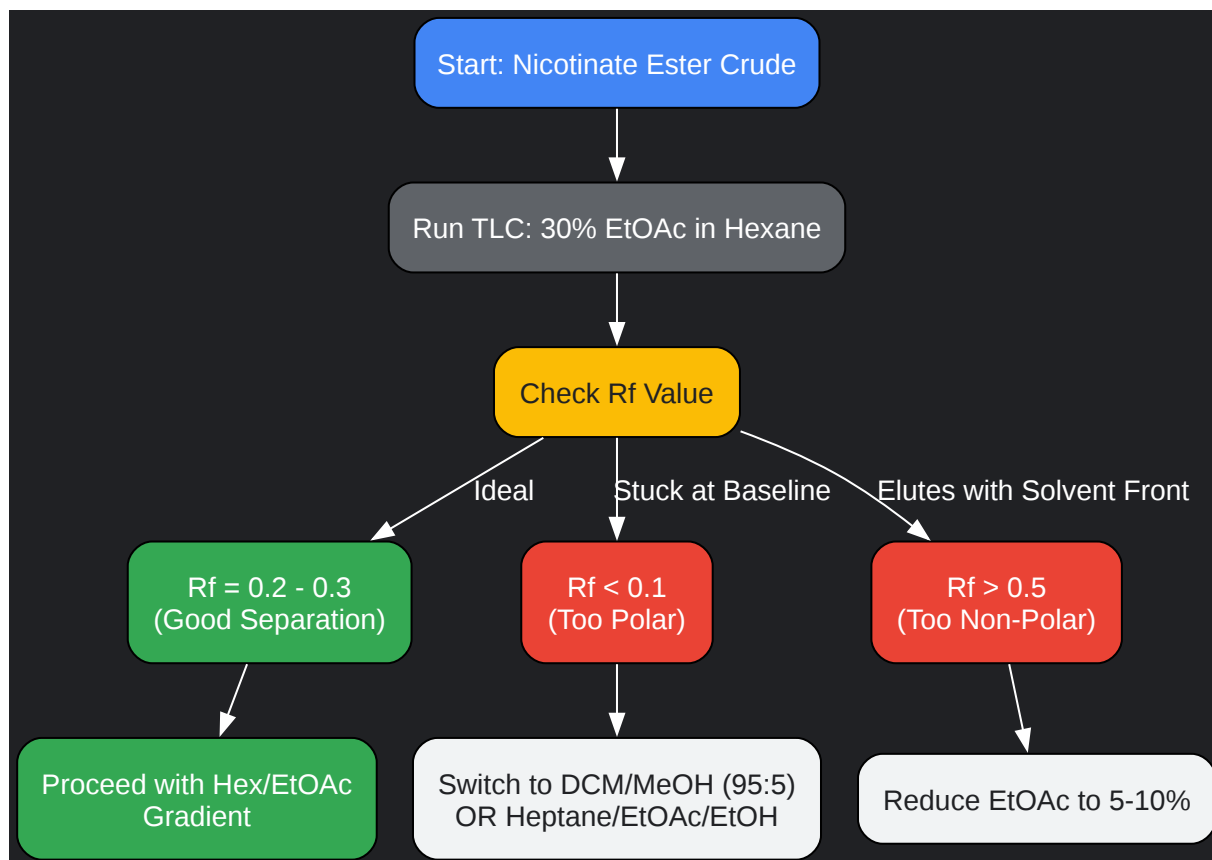 Start: Nicotinate Ester Crude
Run TLC: 30% EtOAc in Hexane
Check Rf Value
Ideal
Stuck at Baseline
Elutes with Solvent Front
Rf = 0.2 - 0.3
(Good Separation)
Rf < 0.1
(Too Polar)
Rf > 0.5
(Too Non-Polar)
Proceed with Hex/EtOAc
Gradient
Switch to DCM/MeOH (95:5)
OR Heptane/EtOAc/EtOH
Reduce EtOAc to 5-10%